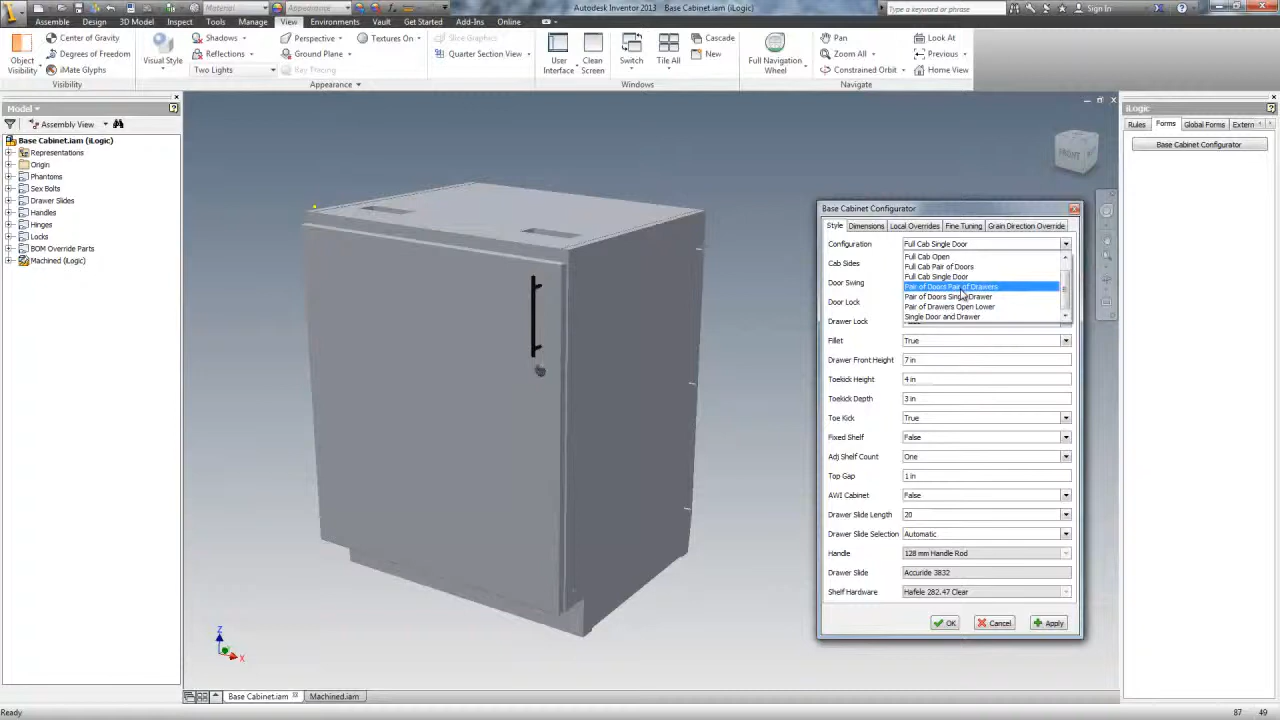 Material
Appearance
Autodesk Inventor 2013 Base Cabinet.iam (iLogic)
Type a keyword or phrase
Sign In
Assemble Design 3D Model Inspect Tools Manage View Environments Vault Get Started Add-Ins Online
Object Visibility
Center of Gravity
Degrees of Freedom
iMate Glyphs
Visibility
Visual Style
Shadows
Reflections
Two Lights
Perspective
Ground Plane
Ray Tracing
Textures On
Slice Graphics
Quarter Section View
Appearance
User Interface
Clean Screen
Switch
Tile All
Cascade
New
Windows
Full Navigation Wheel
Pan
Zoom All
Constrained Orbit
Look At
Previous
Home View
Navigate
Model
Assembly View
Base Cabinet.iam (iLogic)
Representations
Origin
Phantoms
Sex Bolts
Drawer Slides
Handles
Hinges
Locks
BOM Override Parts
Machined (iLogic)
FRONT
Z
X
Base Cabinet Configurator
Style Dimensions Local Overrides Fine Tuning Grain Direction Override
Configuration Full Cab Single Door
Full Cab Open
Full Cab Pair of Doors
Full Cab Single Door
Pair of Doors Pair of Drawers
Pair of Doors Single Drawer
Pair of Drawers Open Lower
Single Door and Drawer
Cab Sides
Door Swing
Door Lock
Drawer Lock
Fillet True
Drawer Front Height 7 in
Toekick Height 4 in
Toekick Depth 3 in
Toe Kick True
Fixed Shelf False
Adj Shelf Count One
Top Gap 1 in
AWI Cabinet False
Drawer Slide Length 20
Drawer Slide Selection Automatic
Handle 128 mm Handle Rod
Drawer Slide Accuride 3832
Shelf Hardware Hafele 282.47 Clear
OK Cancel Apply
iLogic
Rules Forms Global Forms Extern
Base Cabinet Configurator
Base Cabinet.iam Machined.iam
Ready 87 49